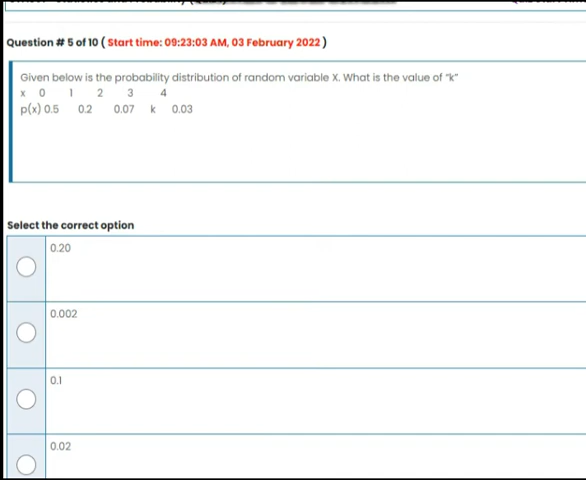 Question # 5 of 10 ( Start time: 09:23:03 AM, 03 February 2022 )
Given below is the probability distribution of random variable X. What is the value of "k"
x 0 1 2 3 4
p(x) 0.5 0.2 0.07 k 0.03
Select the correct option
0.20
0.002
0.1
0.02